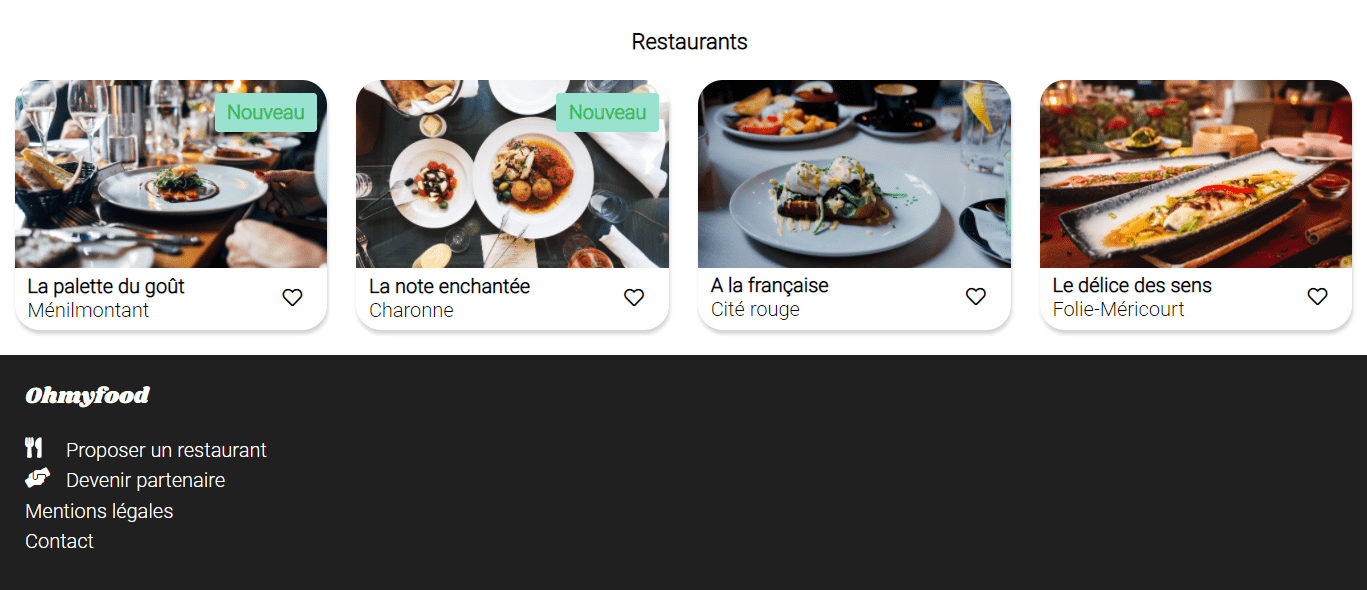 Restaurants
Nouveau
La palette du goût
Ménilmontant
Nouveau
La note enchantée
Charonne
A la française
Cité rouge
Le délice des sens
Folie-Méricourt
Ohmyfood
Proposer un restaurant
Devenir partenaire
Mentions légales
Contact